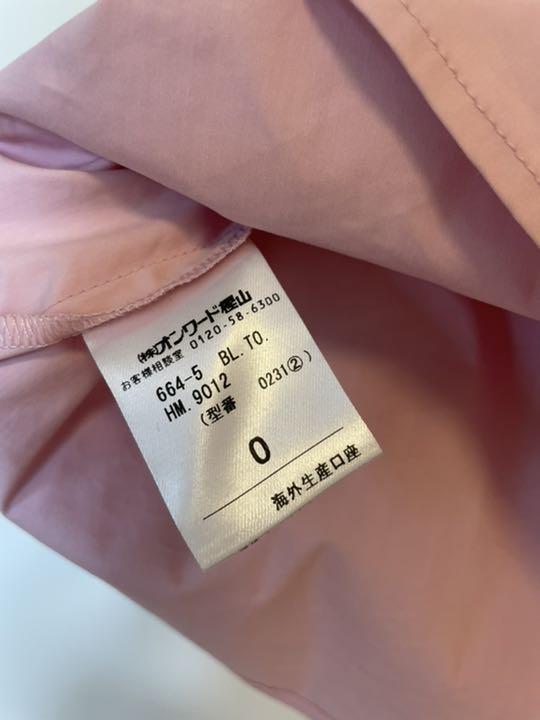 (株)オンワード樫山
お客様相談室 0120-58-6300
664-5 BL.TO.
HM.9012
(型番 0231②)
0
海外生産口座